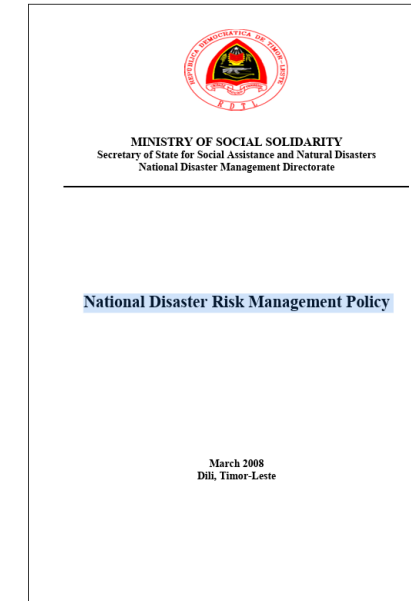 REPUBLICA DEMOCRATICA DE TIMOR-LESTE
R D T L
MINISTRY OF SOCIAL SOLIDARITY
Secretary of State for Social Assistance and Natural Disasters
National Disaster Management Directorate
National Disaster Risk Management Policy
March 2008
Dili, Timor-Leste